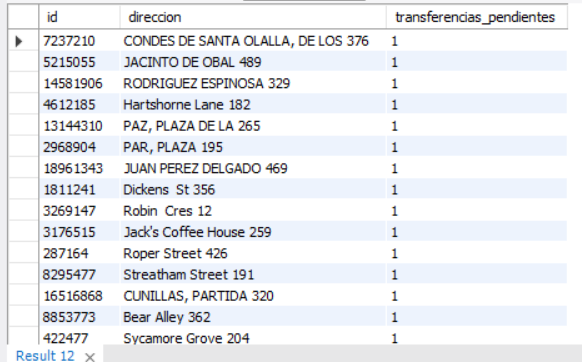 id direccion transferencias_pendientes
7237210 CONDES DE SANTA OLALLA, DE LOS 376 1
5215055 JACINTO DE OBAL 489 1
14581906 RODRIGUEZ ESPINOSA 329 1
4612185 Hartshorne Lane 182 1
13144310 PAZ, PLAZA DE LA 265 1
2968904 PAR, PLAZA 195 1
18961343 JUAN PEREZ DELGADO 469 1
1811241 Dickens  St 356 1
3269147 Robin  Cres 12 1
3176515 Jack's Coffee House 259 1
287164 Roper Street 426 1
8295477 Streatham Street 191 1
16516868 CUNILLAS, PARTIDA 320 1
8853773 Bear Alley 362 1
422477 Sycamore Grove 204 1
Result 12